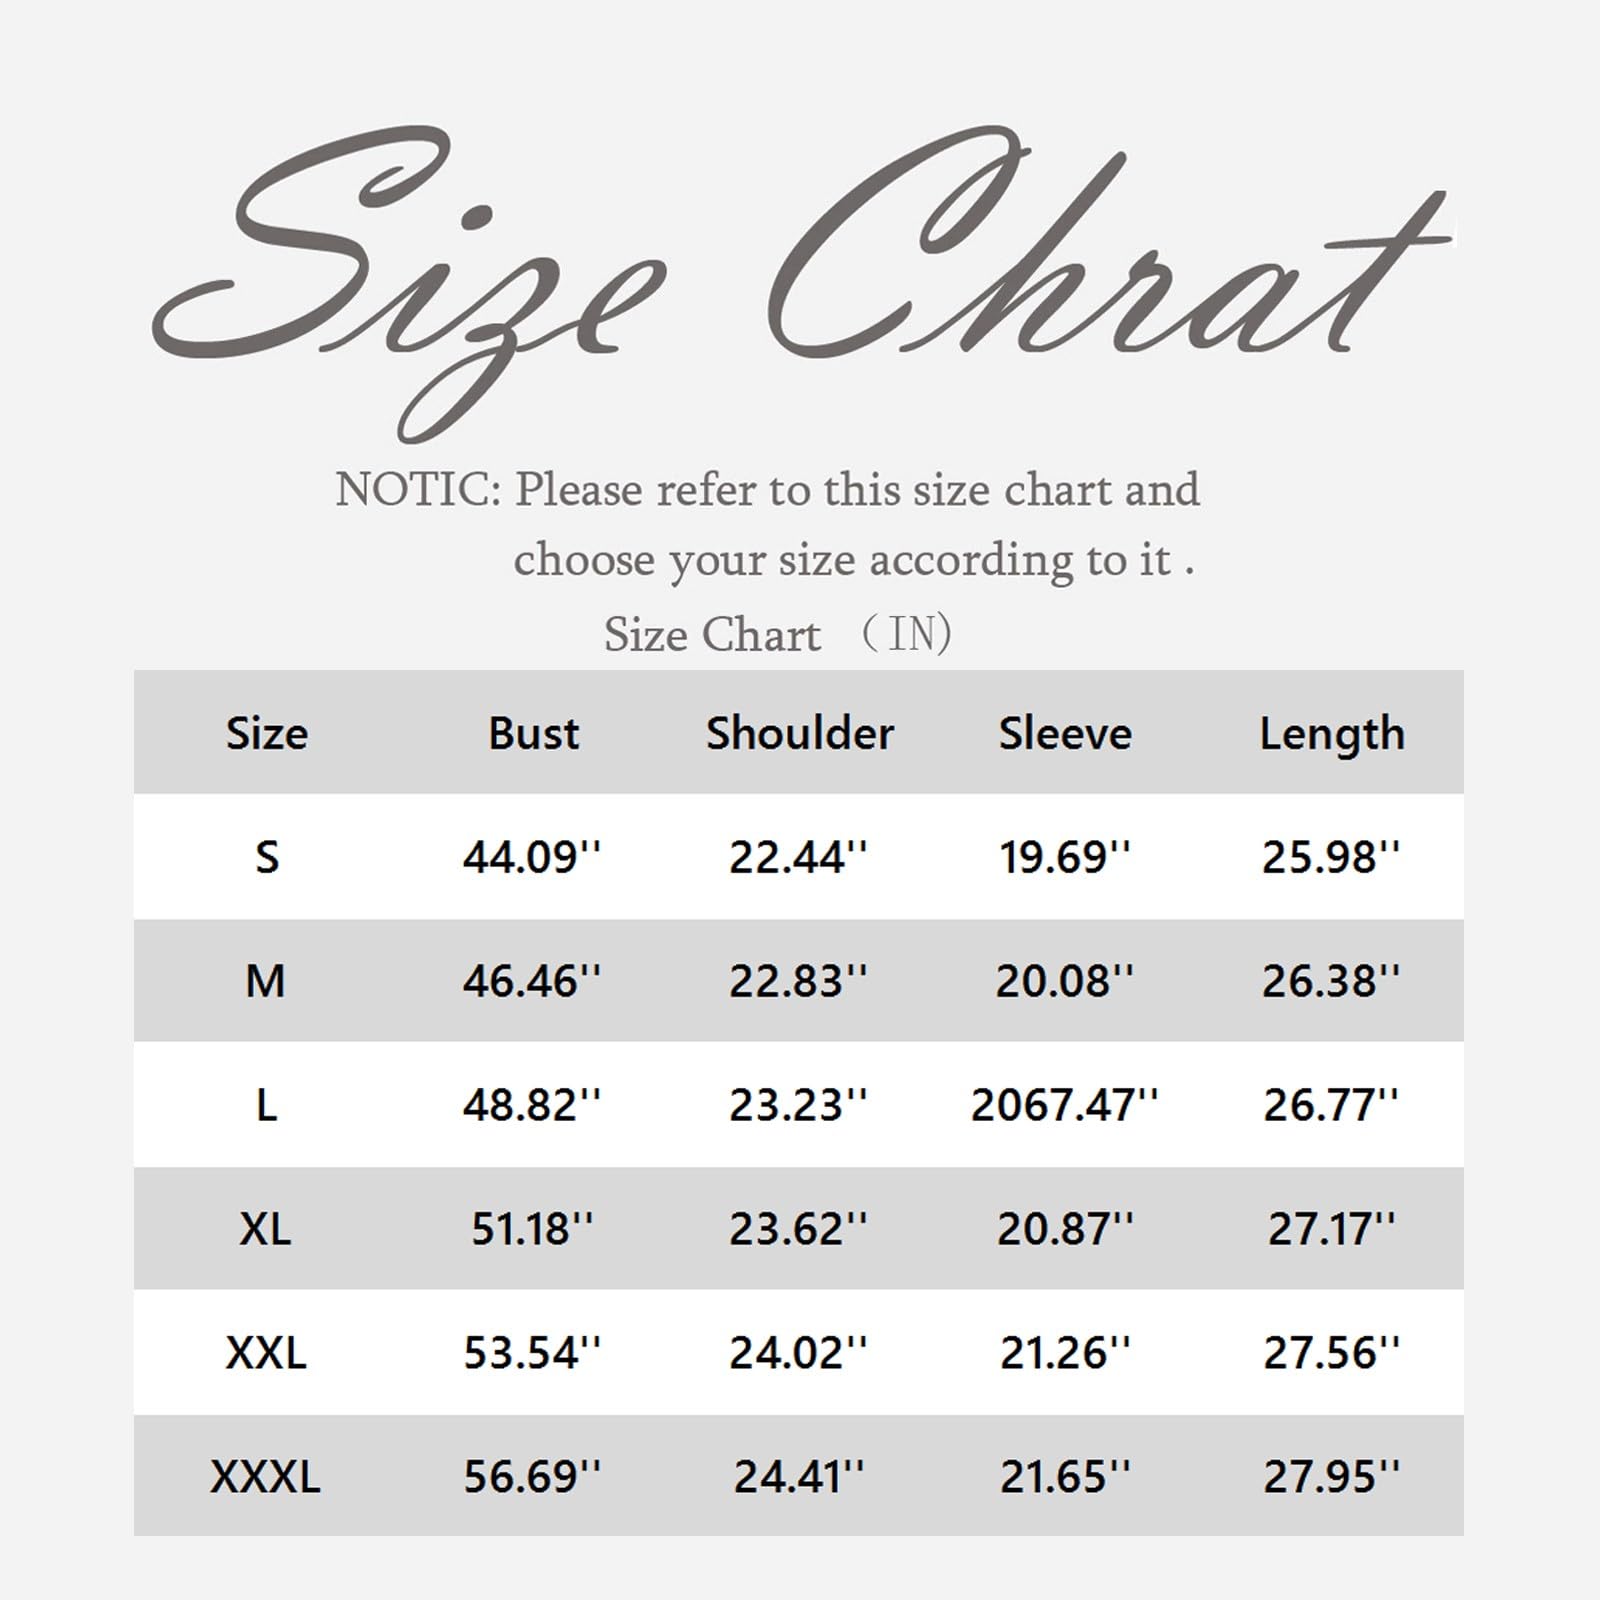 Size Chrat
NOTIC: Please refer to this size chart and
choose your size according to it .
Size Chart （IN)
Size Bust Shoulder Sleeve Length
S 44.09'' 22.44'' 19.69'' 25.98''
M 46.46'' 22.83'' 20.08'' 26.38''
L 48.82'' 23.23'' 2067.47'' 26.77''
XL 51.18'' 23.62'' 20.87'' 27.17''
XXL 53.54'' 24.02'' 21.26'' 27.56''
XXXL 56.69'' 24.41'' 21.65'' 27.95''